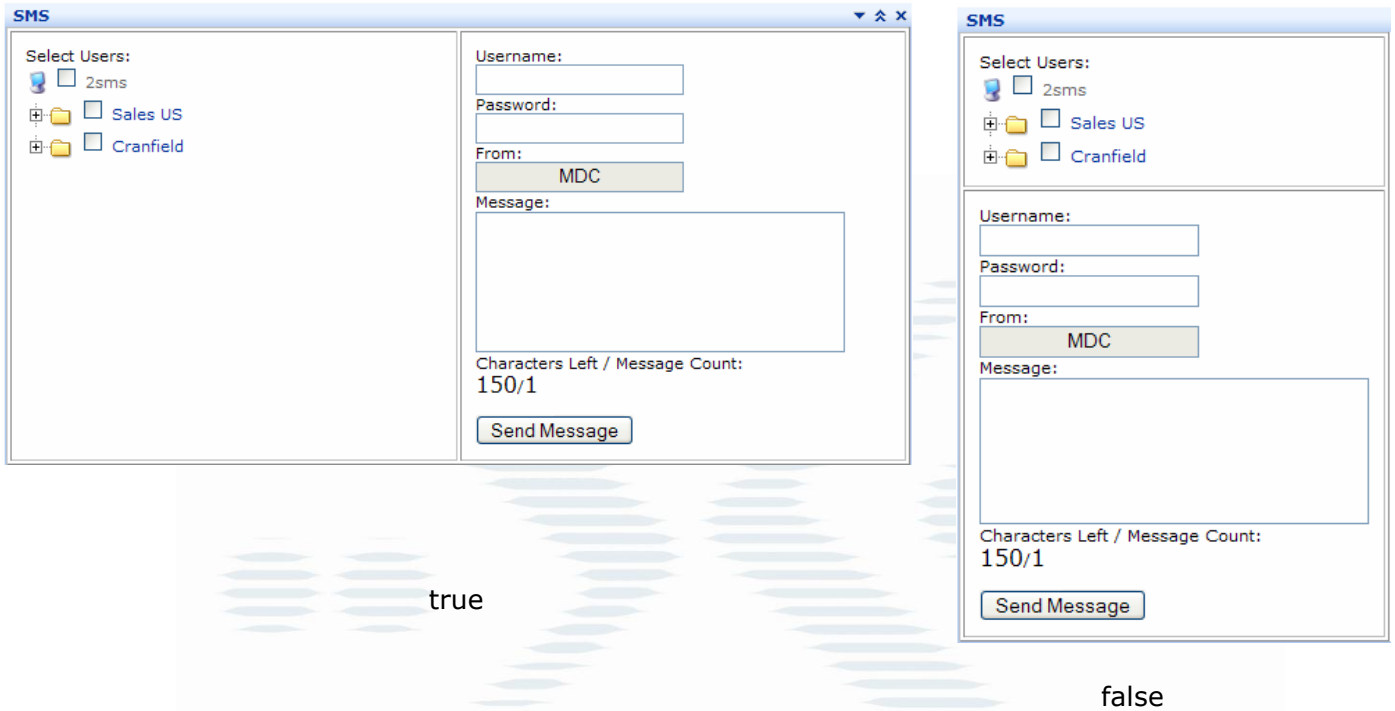 SMS
Select Users:
2sms
Sales US
Cranfield
Username:
Password:
From:
MDC
Message:
Characters Left / Message Count:
150/1
Send Message
true
SMS
Select Users:
2sms
Sales US
Cranfield
Username:
Password:
From:
MDC
Message:
Characters Left / Message Count:
150/1
Send Message
false